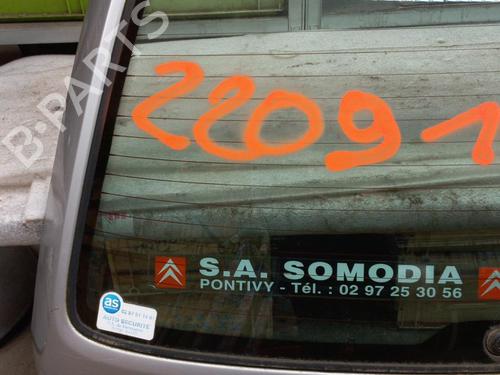 22091
S.A. SOMODIA
PONTIVY - Tél. : 02 97 25 30 56
as
AUTO SECURITE
B-PARTS